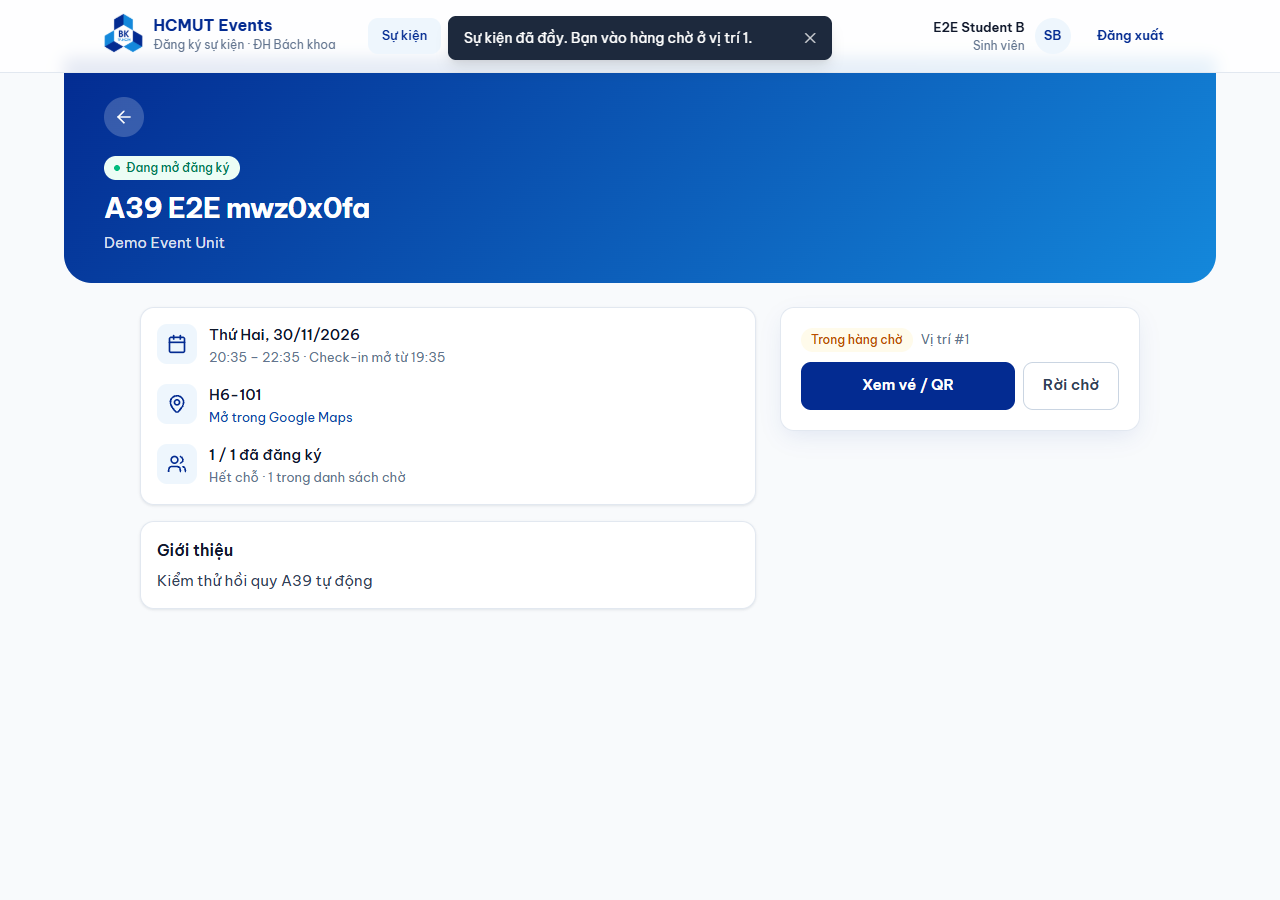 BK
HCMUT Events
Đăng ký sự kiện · ĐH Bách khoa
Sự kiện
Sự kiện đã đầy. Bạn vào hàng chờ ở vị trí 1.
E2E Student B
Sinh viên
SB
Đăng xuất
Đang mở đăng ký
A39 E2E mwz0x0fa
Demo Event Unit
Thứ Hai, 30/11/2026
20:35 – 22:35 · Check-in mở từ 19:35
H6-101
Mở trong Google Maps
1 / 1 đã đăng ký
Hết chỗ · 1 trong danh sách chờ
Trong hàng chờ
Vị trí #1
Xem vé / QR
Rời chờ
Giới thiệu
Kiểm thử hồi quy A39 tự động